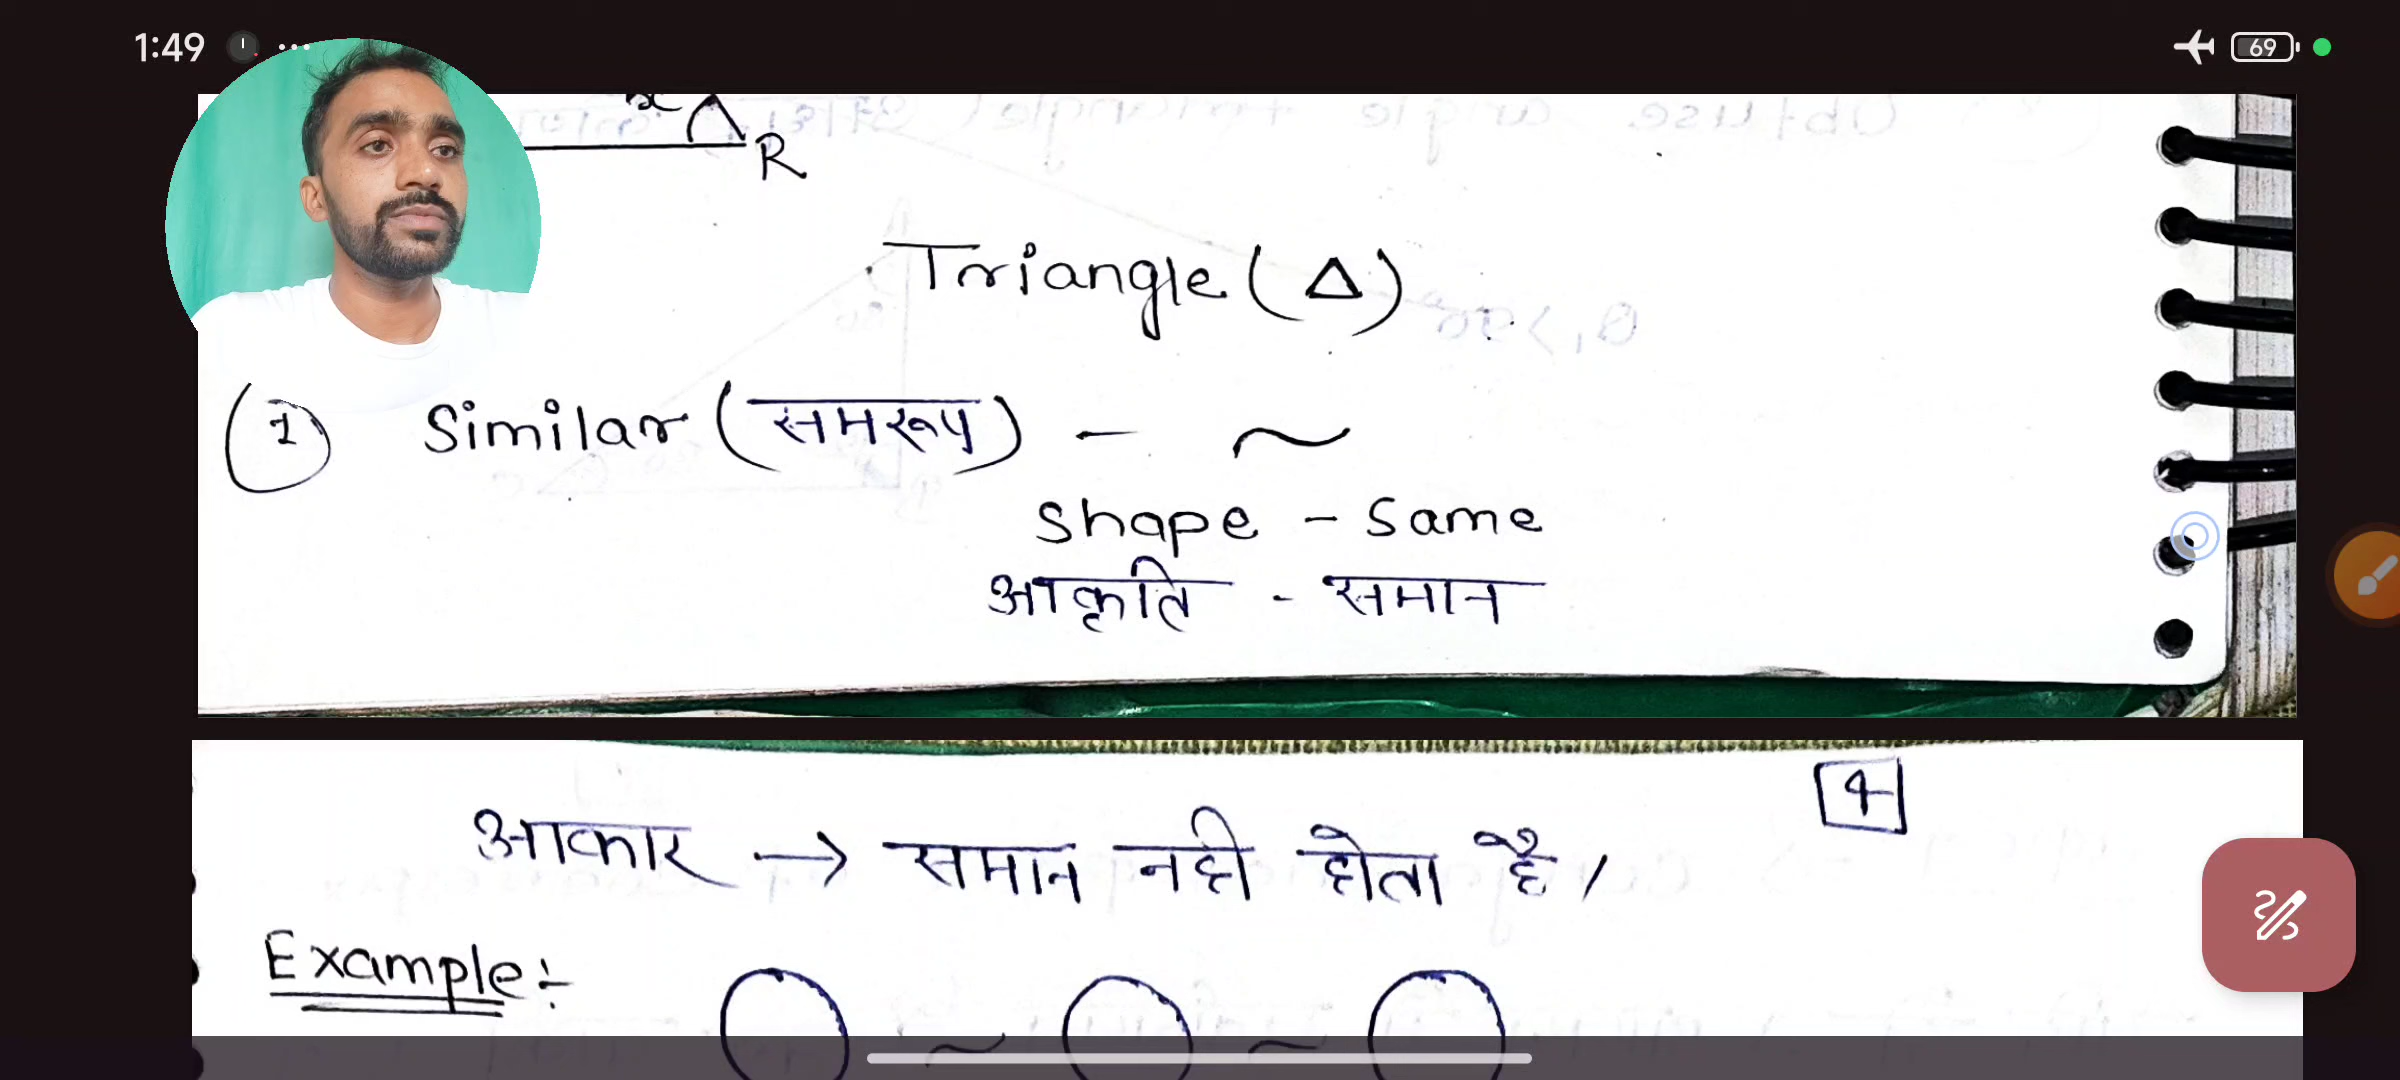 1:49
69
R
Triangle ( Δ )
1 Similar (समरूप) - ~
Shape - Same
आकृति - समान
4
आकार → समान नही होता है /
Example :-
~ ~